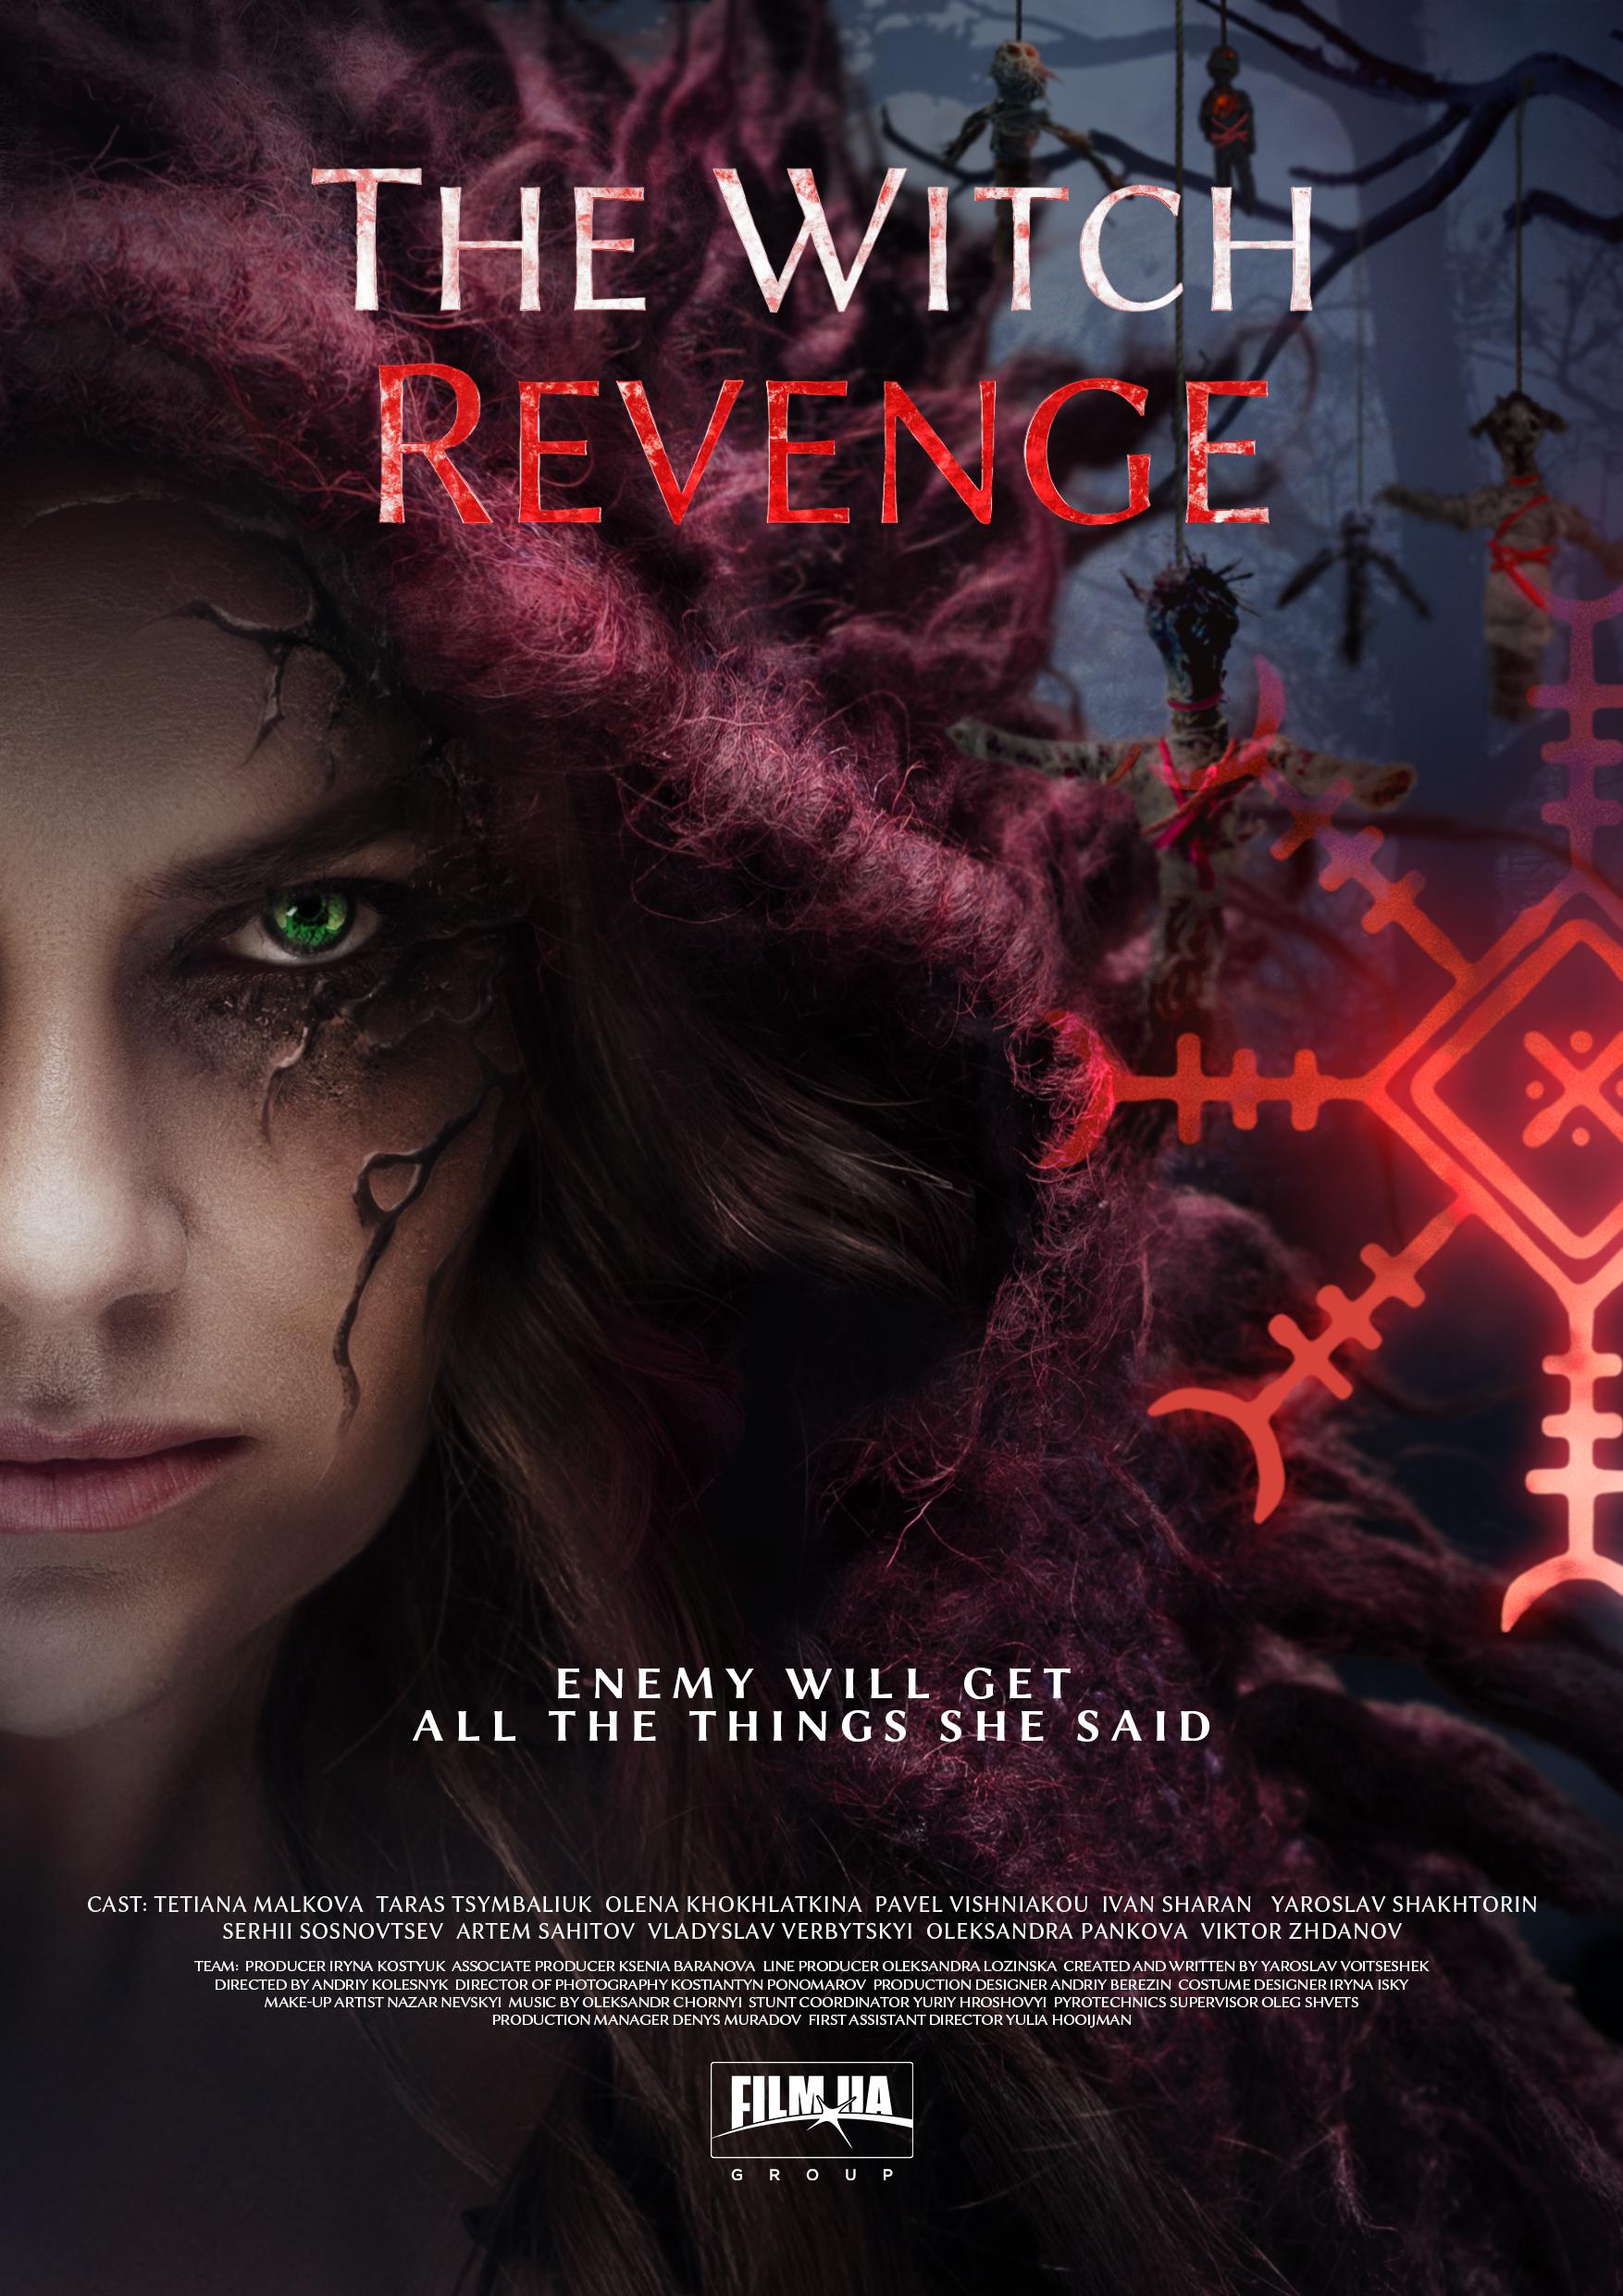 The Witch
Revenge
ENEMY WILL GET
ALL THE THINGS SHE SAID
CAST: TETIANA MALKOVA TARAS TSYMBALIUK OLENA KHOKHLATKINA PAVEL VISHNIAKOU IVAN SHARAN YAROSLAV SHAKHTORIN
SERHII SOSNOVTSEV ARTEM SAHITOV VLADYSLAV VERBYTSKYI OLEKSANDRA PANKOVA VIKTOR ZHDANOV
TEAM: PRODUCER IRYNA KOSTYUK ASSOCIATE PRODUCER KSENIA BARANOVA LINE PRODUCER OLEKSANDRA LOZINSKA CREATED AND WRITTEN BY YAROSLAV VOITSESHEK
DIRECTED BY ANDRIY KOLESNYK DIRECTOR OF PHOTOGRAPHY KOSTIANTYN PONOMAROV PRODUCTION DESIGNER ANDRIY BEREZIN COSTUME DESIGNER IRYNA ISKY
MAKE-UP ARTIST NAZAR NEVSKYI MUSIC BY OLEKSANDR CHORNYI STUNT COORDINATOR YURIY HROSHOVYI PYROTECHNICS SUPERVISOR OLEG SHVETS
PRODUCTION MANAGER DENYS MURADOV FIRST ASSISTANT DIRECTOR YULIA HOOIJMAN
FILM UA
GROUP